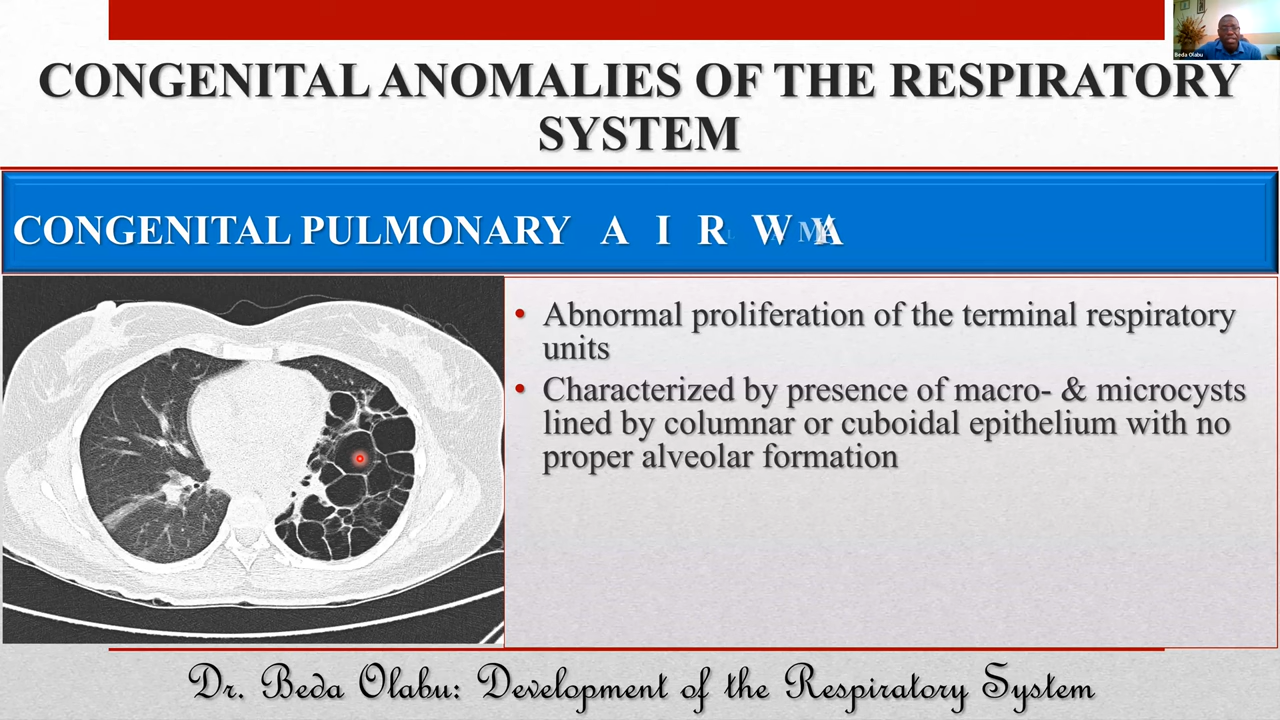 Beda Olabu
CONGENITAL ANOMALIES OF THE RESPIRATORY
SYSTEM
CONGENITAL PULMONARY A I R W
• Abnormal proliferation of the terminal respiratory
units
• Characterized by presence of macro- & microcysts
lined by columnar or cuboidal epithelium with no
proper alveolar formation
Dr. Beda Olabu: Development of the Respiratory System